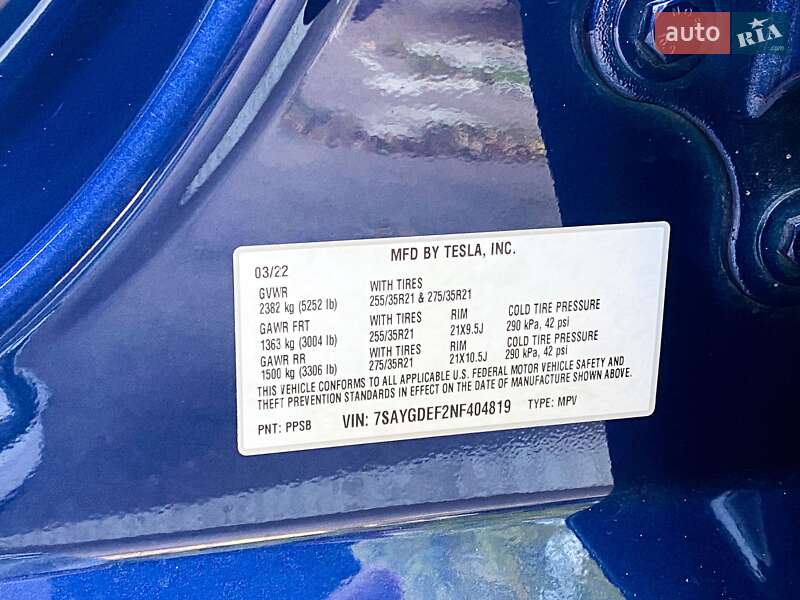 auto RIA.com
MFD BY TESLA, INC.
03/22
GVWR WITH TIRES
2382 kg (5252 lb) 255/35R21 & 275/35R21
GAWR FRT WITH TIRES RIM COLD TIRE PRESSURE
1363 kg (3004 lb) 255/35R21 21X9.5J 290 kPa, 42 psi
GAWR RR WITH TIRES RIM COLD TIRE PRESSURE
1500 kg (3306 lb) 275/35R21 21X10.5J 290 kPa, 42 psi
THIS VEHICLE CONFORMS TO ALL APPLICABLE U.S. FEDERAL MOTOR VEHICLE SAFETY AND
THEFT PREVENTION STANDARDS IN EFFECT ON THE DATE OF MANUFACTURE SHOWN ABOVE.
PNT: PPSB VIN: 7SAYGDEF2NF404819 TYPE: MPV